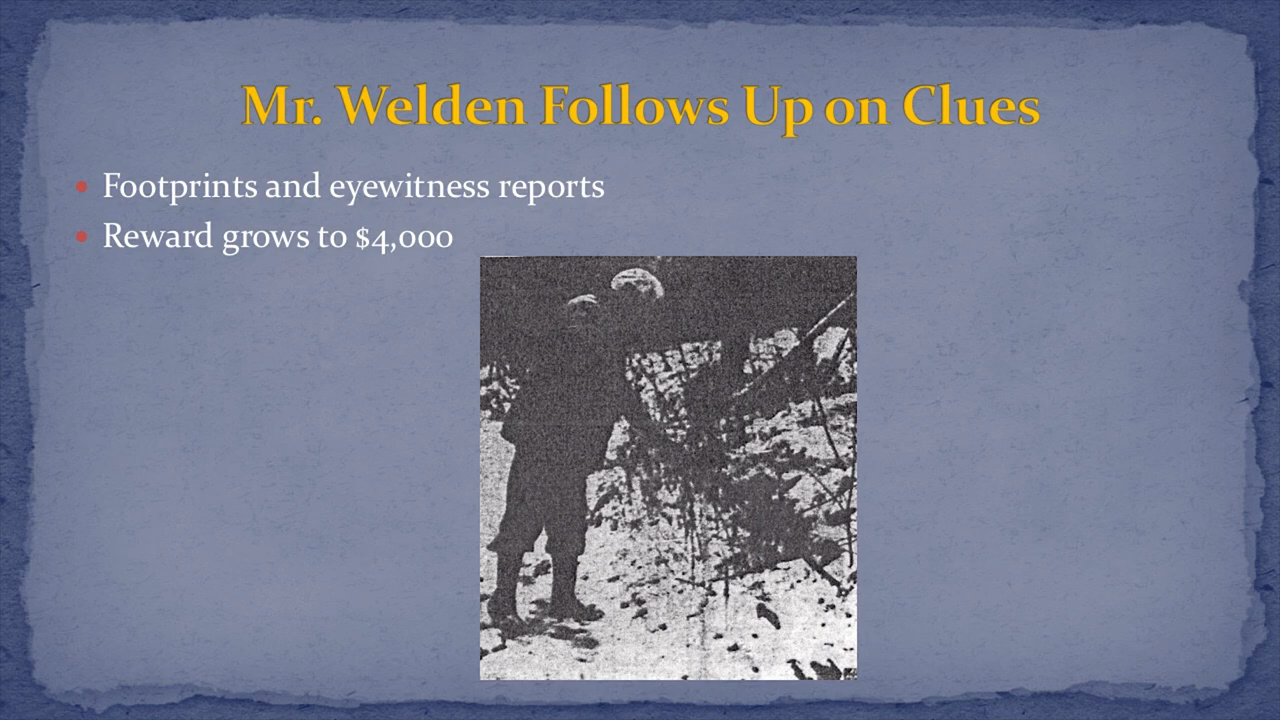 Mr. Welden Follows Up on Clues
Footprints and eyewitness reports
Reward grows to $4,000